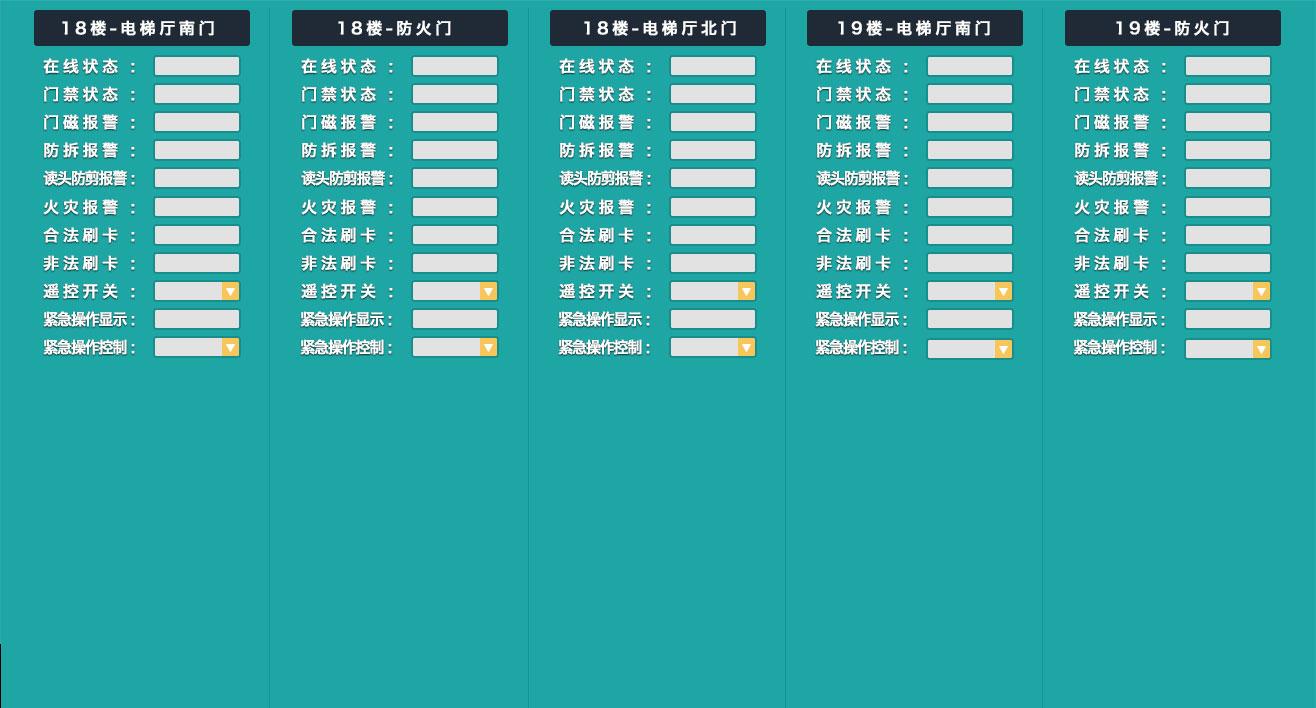 18楼-电梯厅南门
在线状态 :
门禁状态 :
门磁报警 :
防拆报警 :
读头防剪报警 :
火灾报警 :
合法刷卡 :
非法刷卡 :
遥控开关 :
紧急操作显示 :
紧急操作控制 :
18楼-防火门
在线状态 :
门禁状态 :
门磁报警 :
防拆报警 :
读头防剪报警 :
火灾报警 :
合法刷卡 :
非法刷卡 :
遥控开关 :
紧急操作显示 :
紧急操作控制 :
18楼-电梯厅北门
在线状态 :
门禁状态 :
门磁报警 :
防拆报警 :
读头防剪报警 :
火灾报警 :
合法刷卡 :
非法刷卡 :
遥控开关 :
紧急操作显示 :
紧急操作控制 :
19楼-电梯厅南门
在线状态 :
门禁状态 :
门磁报警 :
防拆报警 :
读头防剪报警 :
火灾报警 :
合法刷卡 :
非法刷卡 :
遥控开关 :
紧急操作显示 :
紧急操作控制 :
19楼-防火门
在线状态 :
门禁状态 :
门磁报警 :
防拆报警 :
读头防剪报警 :
火灾报警 :
合法刷卡 :
非法刷卡 :
遥控开关 :
紧急操作显示 :
紧急操作控制 :